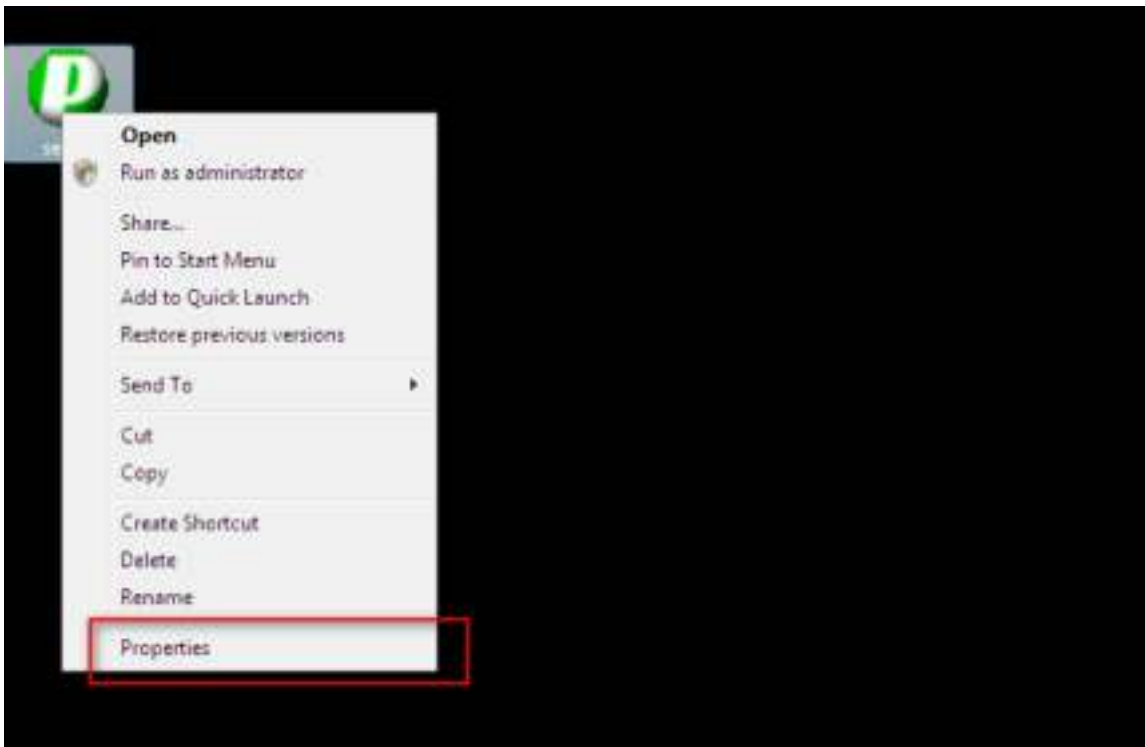 p
Open
Run as administrator
Share...
Pin to Start Menu
Add to Quick Launch
Restore previous versions
Send To
Cut
Copy
Create Shortcut
Delete
Rename
Properties